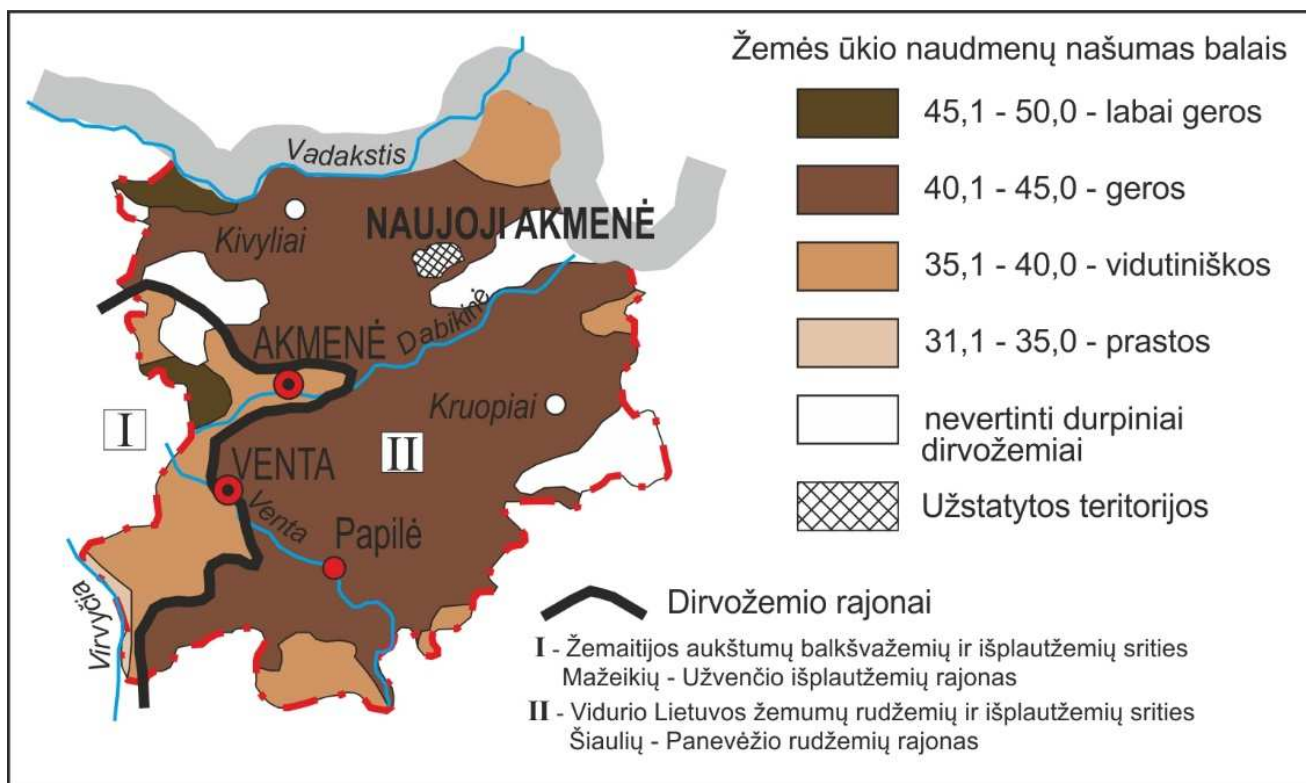 Vadakstis
Kivyliai
NAUJOJI AKMENĖ
AKMENĖ
Dabikinė
Kruopiai
I
II
VENTA
Venta
Papilė
Virvyčia
Žemės ūkio naudmenų našumas balais
45,1 - 50,0 - labai geros
40,1 - 45,0 - geros
35,1 - 40,0 - vidutiniškos
31,1 - 35,0 - prastos
nevertinti durpiniai
dirvožemiai
Užstatytos teritorijos
Dirvožemio rajonai
I - Žemaitijos aukštumų balkšvažemių ir išplautžemių srities
Mažeikių - Užvenčio išplautžemių rajonas
II - Vidurio Lietuvos žemumų rudžemių ir išplautžemių srities
Šiaulių - Panevėžio rudžemių rajonas